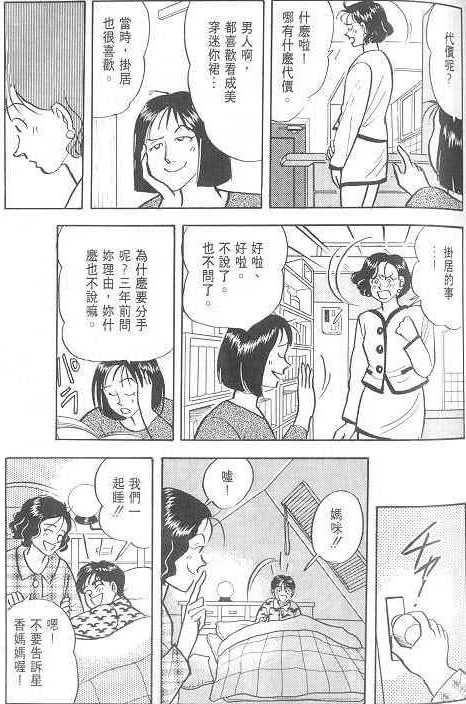 代價呢?
什麼啦!
哪有什麼代價。
男人啊,
都喜歡看成美
穿迷你裙…
當時,掛居
也很喜歡。
掛居的事
……
好啦、
好啦。
不說了。
也不問了。
為什麼要分手
呢?三年前問
妳理由,妳什
麼也不說嘛。
媽咪!!
噓!
我們一
起睡!!
嗯!
不要告訴星
香媽媽喔!